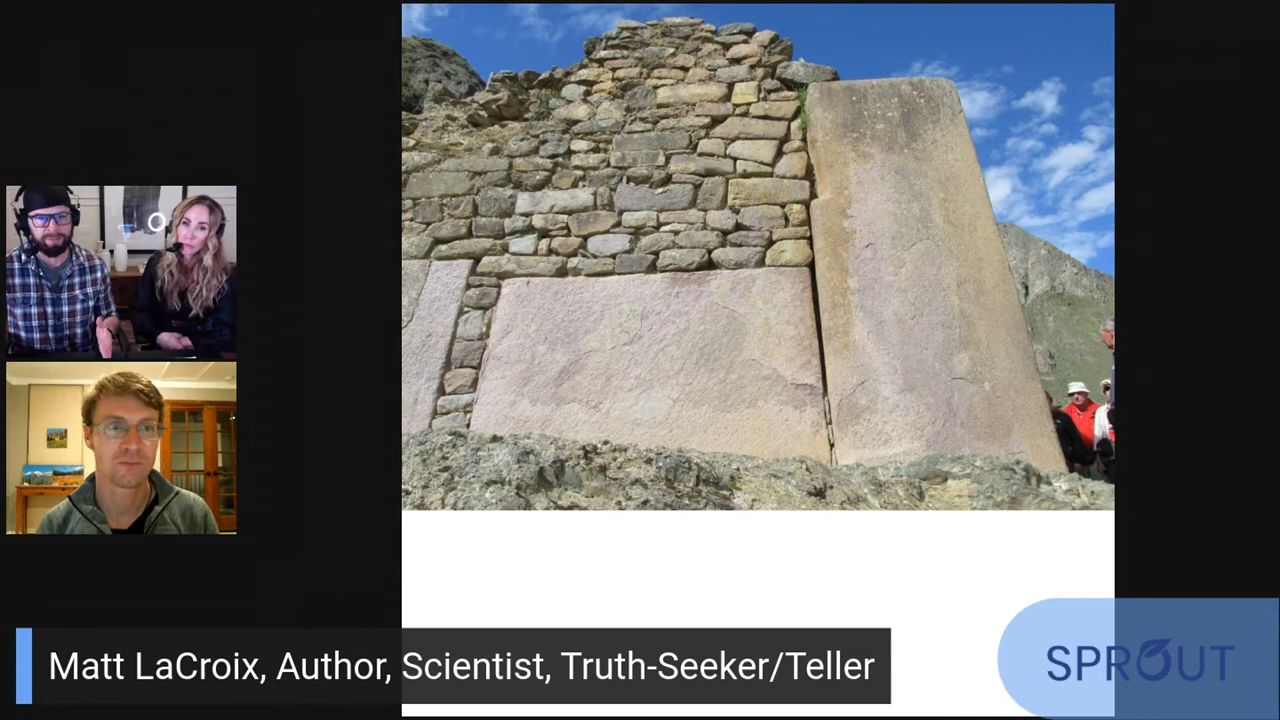 Matt LaCroix, Author, Scientist, Truth-Seeker/Teller
SPROUT